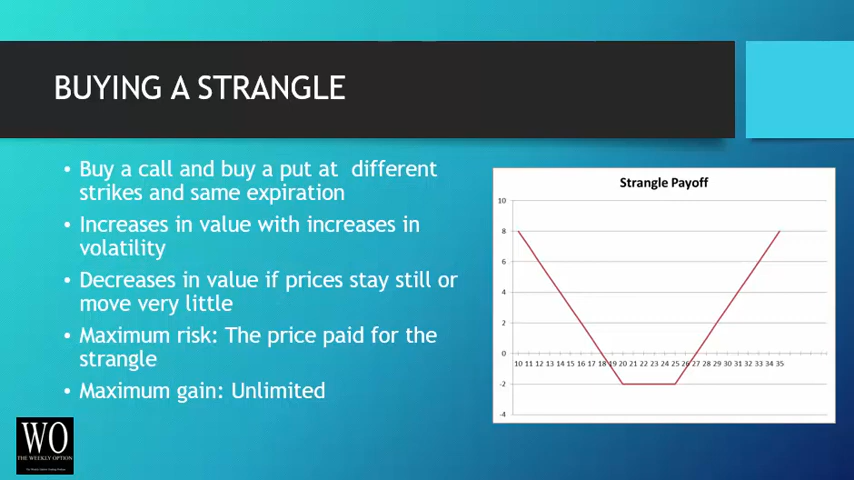 BUYING A STRANGLE
• Buy a call and buy a put at  different
strikes and same expiration
• Increases in value with increases in
volatility
• Decreases in value if prices stay still or
move very little
• Maximum risk: The price paid for the
strangle
• Maximum gain: Unlimited
Strangle Payoff
10
8
6
4
2
0
-2
-4
10 11 12 13 14 15 16 17 18 19 20 21 22 23 24 25 26 27 28 29 30 31 32 33 34 35
WO
THE WEEKLY OPTION